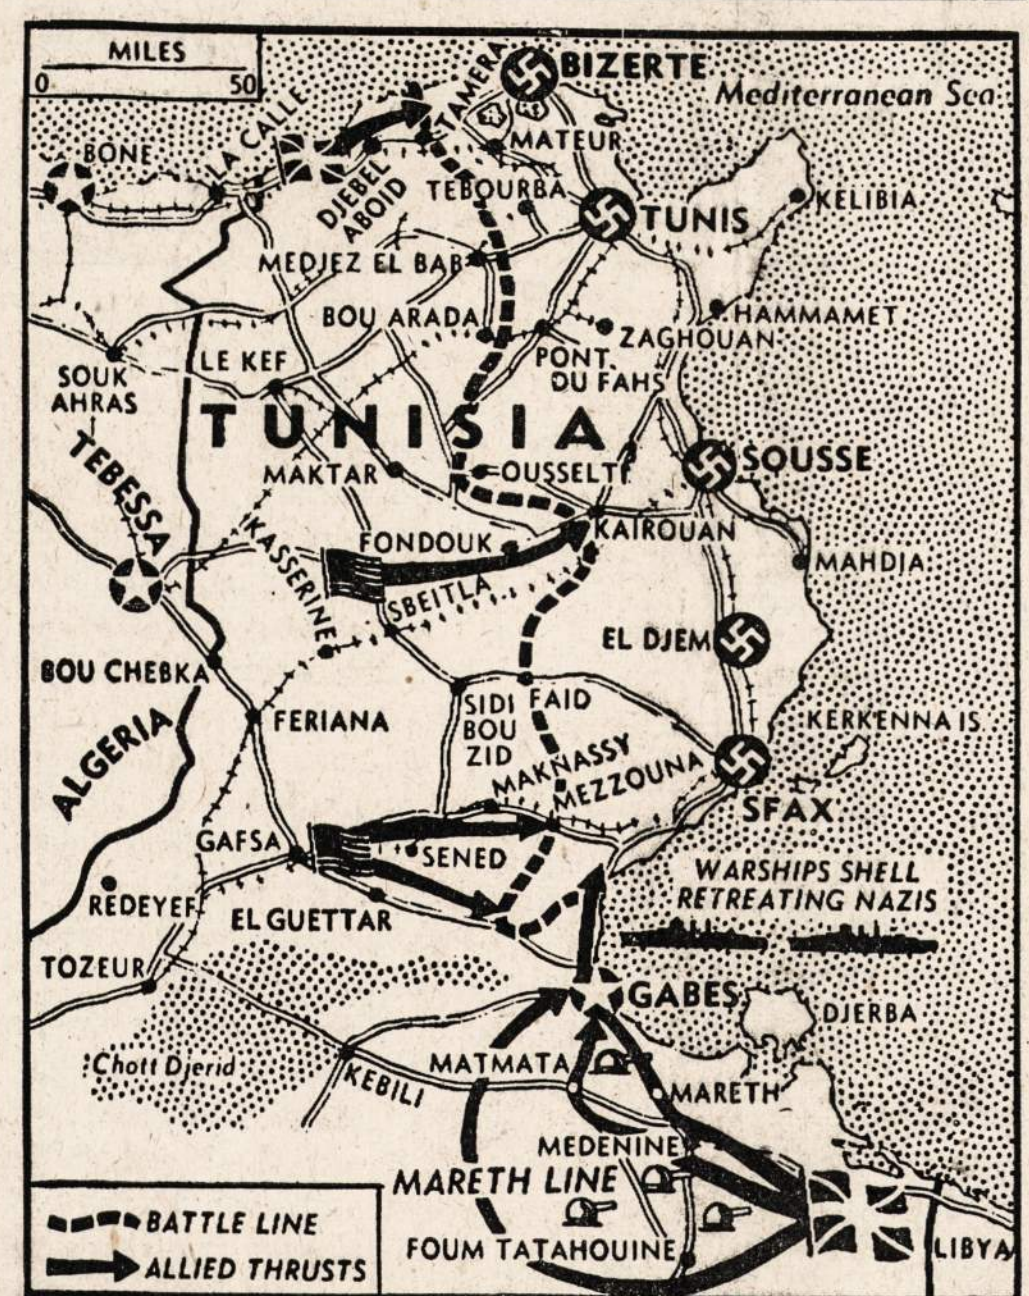 MILES
0 50
BIZERTE
Mediterranean Sea
TAMERA
LA CALLE
BONE
MATEUR
DJEBEL
ABOID
TEBOURBA
KELIBIA
TUNIS
MEDJEZ EL BAB
HAMMAMET
BOU ARADA
ZAGHOUAN
PONT
DU FAHS
LE KEF
SOUK
AHRAS
TUNISIA
TEBESSA
MAKTAR
OUSSELTI
SOUSSE
KAIROUAN
KASSERINE
FONDOUK
MAHDIA
SBEITLA
EL DJEM
BOU CHEBKA
SIDI
BOU
ZID
FAID
FERIANA
KERKENNA IS.
ALGERIA
MAKNASSY
MEZZOUNA
SFAX
GAFSA
SENED
WARSHIPS SHELL
RETREATING NAZIS
REDEYEF
EL GUETTAR
TOZEUR
GABES
DJERBA
Chott Djerid
KEBILI
MATMATA
MARETH
MEDENINE
MARETH LINE
FOUM TATAHOUINE
LIBYA
BATTLE LINE
ALLIED THRUSTS